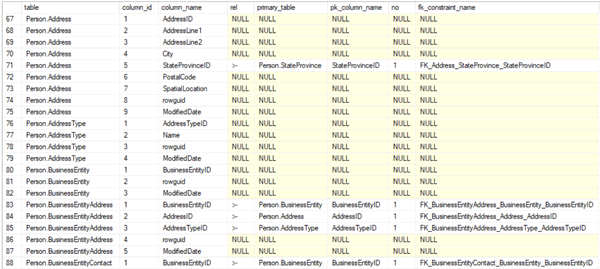 table column_id column_name rel primary_table pk_column_name no fk_constraint_name
67 Person.Address 1 AddressID NULL NULL NULL NULL NULL
68 Person.Address 2 AddressLine1 NULL NULL NULL NULL NULL
69 Person.Address 3 AddressLine2 NULL NULL NULL NULL NULL
70 Person.Address 4 City NULL NULL NULL NULL NULL
71 Person.Address 5 StateProvinceID >- Person.StateProvince StateProvinceID 1 FK_Address_StateProvince_StateProvinceID
72 Person.Address 6 PostalCode NULL NULL NULL NULL NULL
73 Person.Address 7 SpatialLocation NULL NULL NULL NULL NULL
74 Person.Address 8 rowguid NULL NULL NULL NULL NULL
75 Person.Address 9 ModifiedDate NULL NULL NULL NULL NULL
76 Person.AddressType 1 AddressTypeID NULL NULL NULL NULL NULL
77 Person.AddressType 2 Name NULL NULL NULL NULL NULL
78 Person.AddressType 3 rowguid NULL NULL NULL NULL NULL
79 Person.AddressType 4 ModifiedDate NULL NULL NULL NULL NULL
80 Person.BusinessEntity 1 BusinessEntityID NULL NULL NULL NULL NULL
81 Person.BusinessEntity 2 rowguid NULL NULL NULL NULL NULL
82 Person.BusinessEntity 3 ModifiedDate NULL NULL NULL NULL NULL
83 Person.BusinessEntityAddress 1 BusinessEntityID >- Person.BusinessEntity BusinessEntityID 1 FK_BusinessEntityAddress_BusinessEntity_BusinessEntityID
84 Person.BusinessEntityAddress 2 AddressID >- Person.Address AddressID 1 FK_BusinessEntityAddress_Address_AddressID
85 Person.BusinessEntityAddress 3 AddressTypeID >- Person.AddressType AddressTypeID 1 FK_BusinessEntityAddress_AddressType_AddressTypeID
86 Person.BusinessEntityAddress 4 rowguid NULL NULL NULL NULL NULL
87 Person.BusinessEntityAddress 5 ModifiedDate NULL NULL NULL NULL NULL
88 Person.BusinessEntityContact 1 BusinessEntityID >- Person.BusinessEntity BusinessEntityID 1 FK_BusinessEntityContact_BusinessEntity_BusinessEntityID